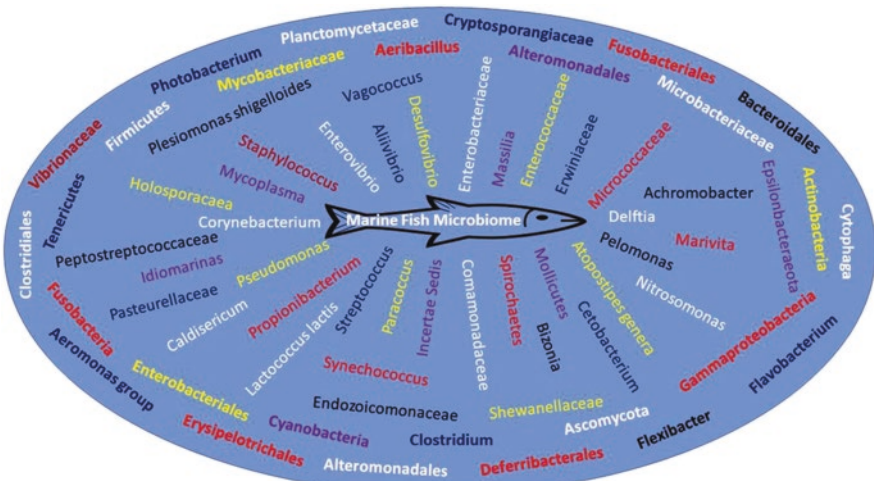 Planctomycetaceae
Cryptosporangiaceae
Photobacterium
Mycobacteriaceae
Aeribacillus
Alteromonadales
Fusobacteriales
Firmicutes
Plesiomonas shigelloides
Vagococcus
Desulfovibrio
Enterobacteriaceae
Massilia
Enterococcaceae
Erwiniaceae
Microbacteriaceae
Bacteroidales
Vibrionaceae
Staphylococcus
Enterovibrio
Aliivibrio
Micrococcaceae
Tenericutes
Holosporacaea
Mycoplasma
Achromobacter
Epsilonbacteraeota
Actinobacteria
Cytophaga
Clostridiales
Peptostreptococcaceae
Corynebacterium
Marine Fish Microbiome
Delftia
Pelomonas
Marivita
Idiomarinas
Pseudomonas
Pasteurellaceae
Caldisericum
Propionibacterium
Streptococcus
Paracoccus
Incertae Sedis
Comamonadaceae
Spirochaetes
Mollicutes
Atopostipes genera
Nitrosomonas
Fusobacteria
Lactococcus lactis
Bizonia
Cetobacterium
Gammaproteobacteria
Flavobacterium
Aeromonas group
Enterobacteriales
Synechococcus
Endozoicomonaceae
Shewanellaceae
Ascomycota
Flexibacter
Erysipelotrichales
Cyanobacteria
Clostridium
Alteromonadales
Deferribacterales